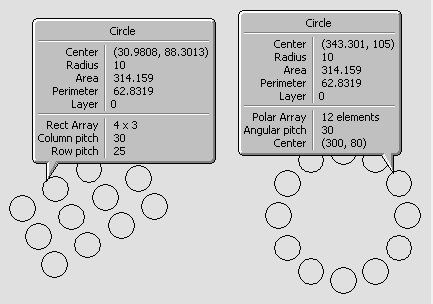 Circle
Center (30.9808, 88.3013)
Radius 10
Area 314.159
Perimeter 62.8319
Layer 0
Rect Array 4 x 3
Column pitch 30
Row pitch 25
Circle
Center (343.301, 105)
Radius 10
Area 314.159
Perimeter 62.8319
Layer 0
Polar Array 12 elements
Angular pitch 30
Center (300, 80)